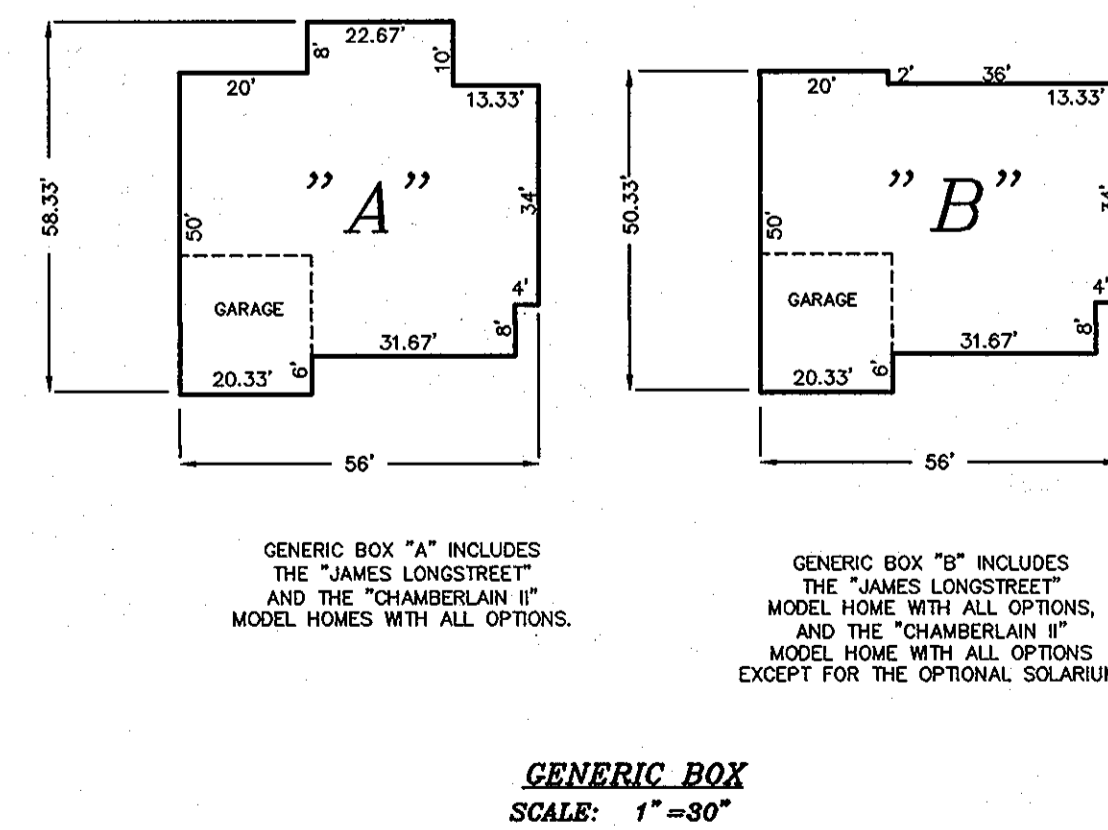 22.67'
8'
10'
20'
13.33'
58.33'
"A"
34'
50'
GARAGE
4'
8'
31.67'
6'
20.33'
56'
20'
2'
36'
13.33'
50.33'
"B"
34'
50'
GARAGE
4'
8'
31.67'
6'
20.33'
56'
GENERIC BOX "A" INCLUDES
THE "JAMES LONGSTREET"
AND THE "CHAMBERLAIN II"
MODEL HOMES WITH ALL OPTIONS.
GENERIC BOX "B" INCLUDES
THE "JAMES LONGSTREET"
MODEL HOME WITH ALL OPTIONS,
AND THE "CHAMBERLAIN II"
MODEL HOME WITH ALL OPTIONS
EXCEPT FOR THE OPTIONAL SOLARIUM
GENERIC BOX
SCALE: 1"=30"